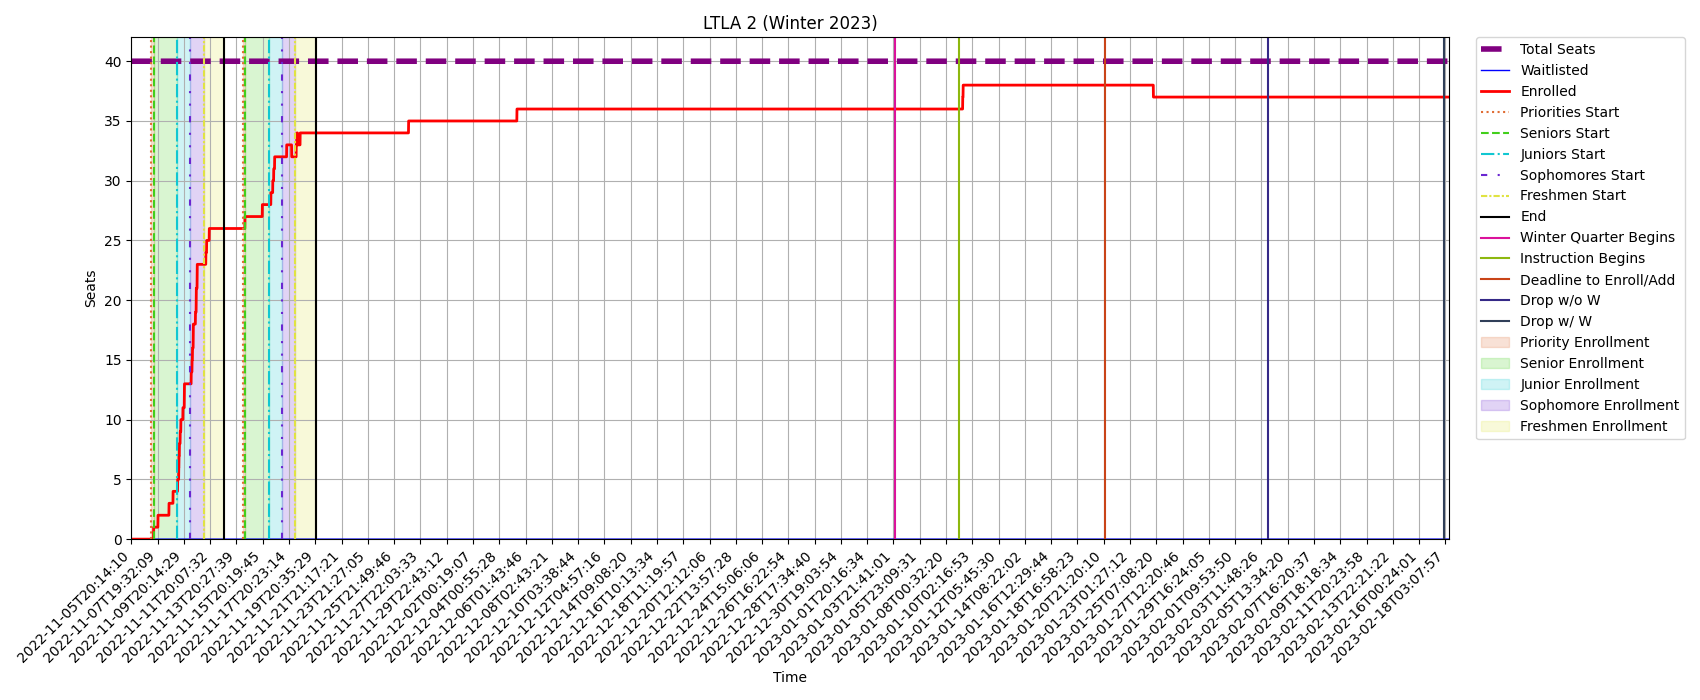 LTLA 2 (Winter 2023)
Seats
40
35
30
25
20
15
10
5
0
2022-11-05T20:14:10
2022-11-07T19:32:09
2022-11-09T20:14:29
2022-11-11T20:07:32
2022-11-13T20:27:39
2022-11-15T20:19:45
2022-11-17T20:23:14
2022-11-19T20:35:29
2022-11-21T21:17:21
2022-11-23T21:27:05
2022-11-25T21:49:46
2022-11-27T22:03:33
2022-11-29T22:43:12
2022-12-02T00:19:07
2022-12-04T00:55:28
2022-12-06T01:43:46
2022-12-08T02:43:21
2022-12-10T03:38:44
2022-12-12T04:57:16
2022-12-14T09:08:20
2022-12-16T10:13:34
2022-12-18T11:19:57
2022-12-20T12:12:06
2022-12-22T13:57:28
2022-12-24T15:06:06
2022-12-26T16:22:54
2022-12-28T17:34:40
2022-12-30T19:03:54
2023-01-01T20:16:34
2023-01-03T21:41:01
2023-01-05T23:09:31
2023-01-08T00:32:20
2023-01-10T02:16:53
2023-01-12T05:45:30
2023-01-14T08:22:02
2023-01-16T12:29:44
2023-01-18T16:58:23
2023-01-20T21:20:10
2023-01-23T01:27:12
2023-01-25T07:08:20
2023-01-27T12:20:46
2023-01-29T16:24:05
2023-02-01T09:53:50
2023-02-03T11:48:26
2023-02-05T13:34:20
2023-02-07T16:20:37
2023-02-09T18:18:34
2023-02-11T20:23:58
2023-02-13T22:21:22
2023-02-16T00:24:01
2023-02-18T03:07:57
Time
Total Seats
Waitlisted
Enrolled
Priorities Start
Seniors Start
Juniors Start
Sophomores Start
Freshmen Start
End
Winter Quarter Begins
Instruction Begins
Deadline to Enroll/Add
Drop w/o W
Drop w/ W
Priority Enrollment
Senior Enrollment
Junior Enrollment
Sophomore Enrollment
Freshmen Enrollment